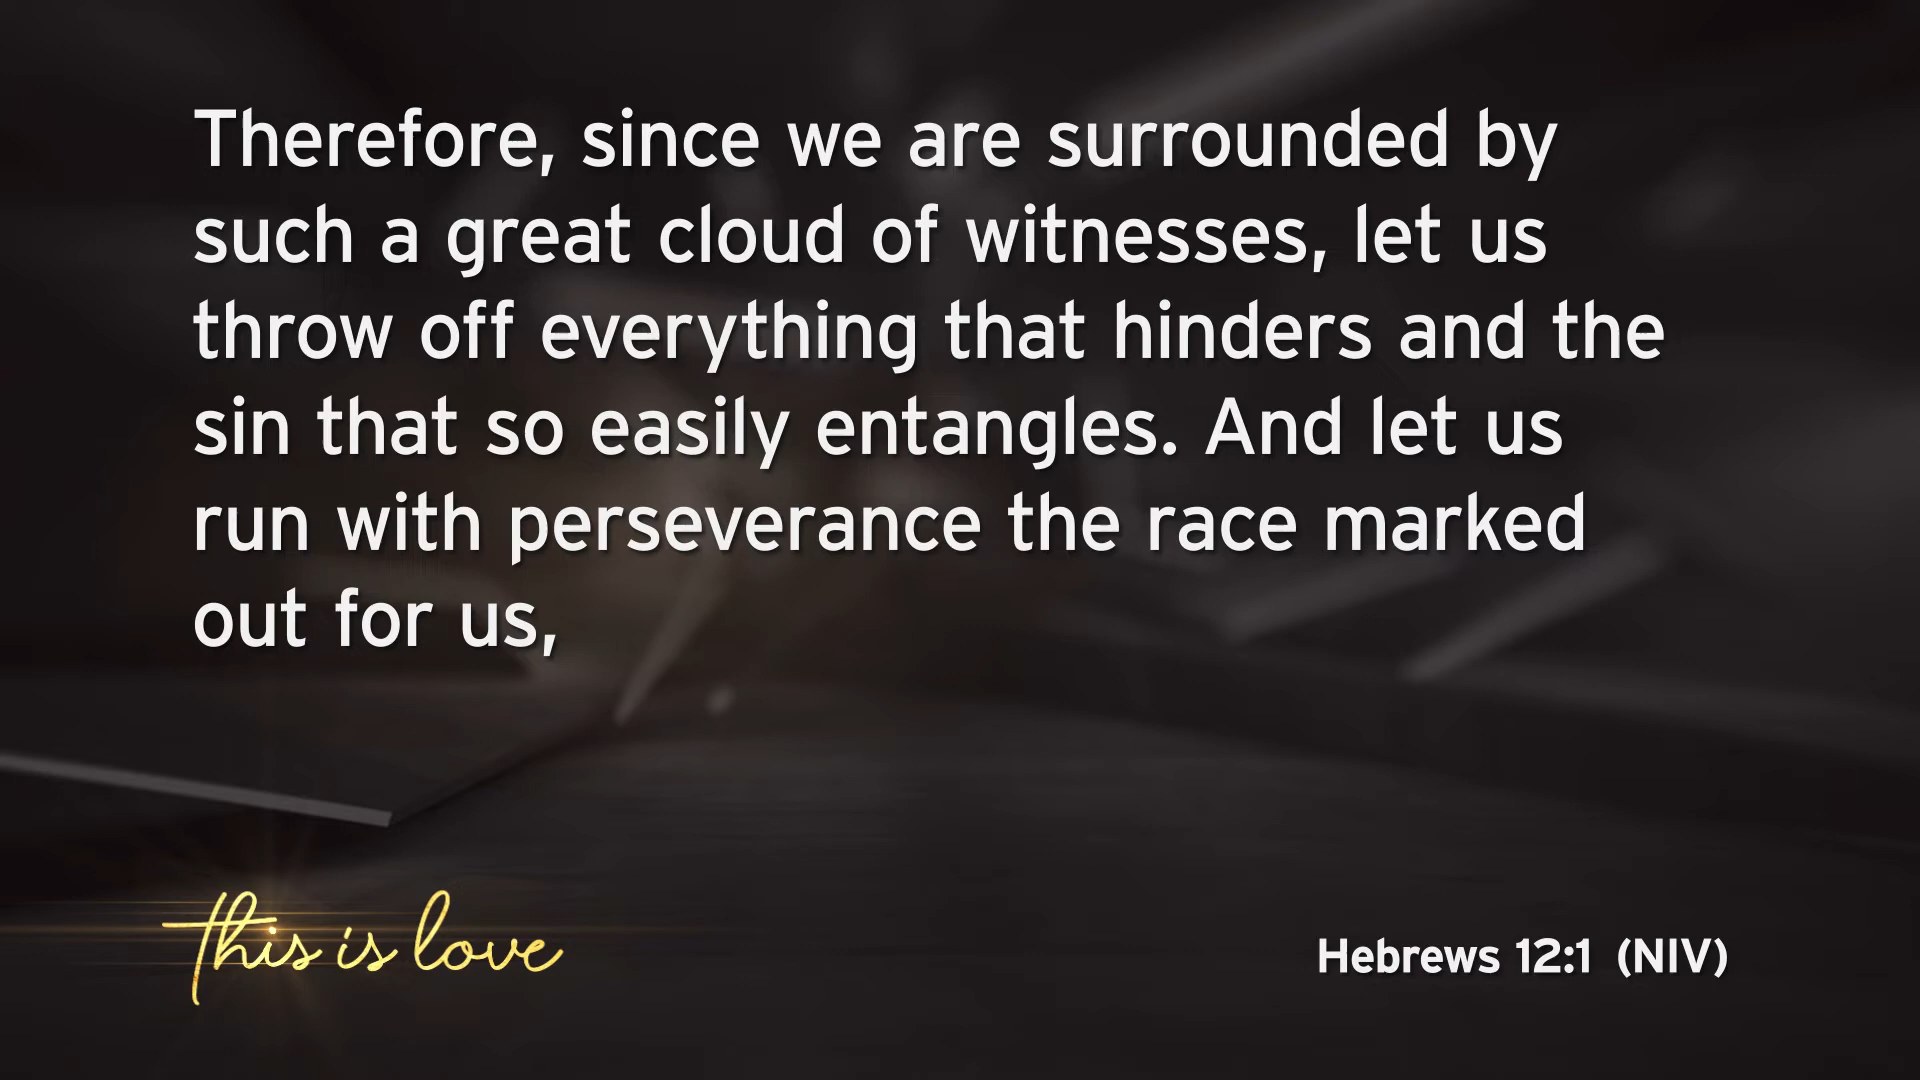 Therefore, since we are surrounded by
such a great cloud of witnesses, let us
throw off everything that hinders and the
sin that so easily entangles. And let us
run with perseverance the race marked
out for us,
this is love
Hebrews 12:1 (NIV)